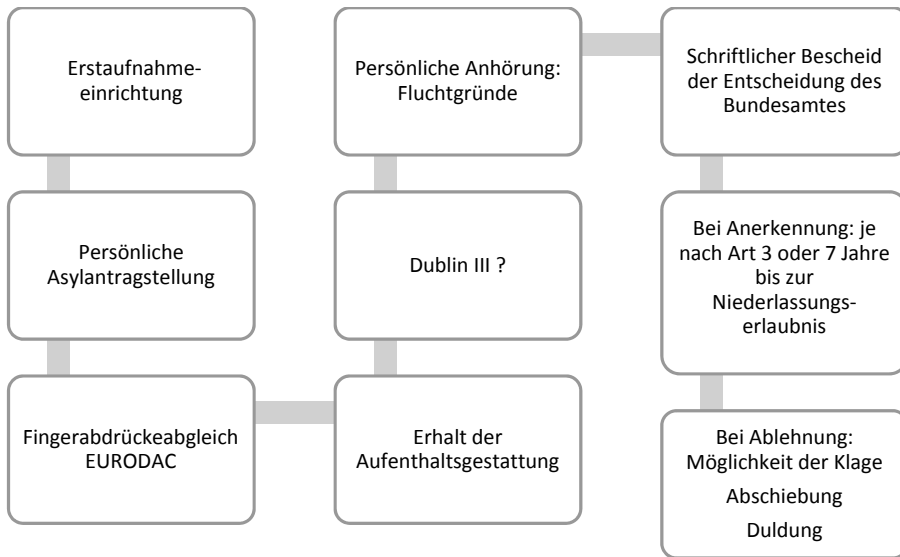 Erstaufnahme-
einrichtung
Persönliche
Asylantragstellung
Fingerabdrückeabgleich
EURODAC
Erhalt der
Aufenthaltsgestattung
Dublin III ?
Persönliche Anhörung:
Fluchtgründe
Schriftlicher Bescheid
der Entscheidung des
Bundesamtes
Bei Anerkennung: je
nach Art 3 oder 7 Jahre
bis zur
Niederlassungs-
erlaubnis
Bei Ablehnung:
Möglichkeit der Klage
Abschiebung
Duldung